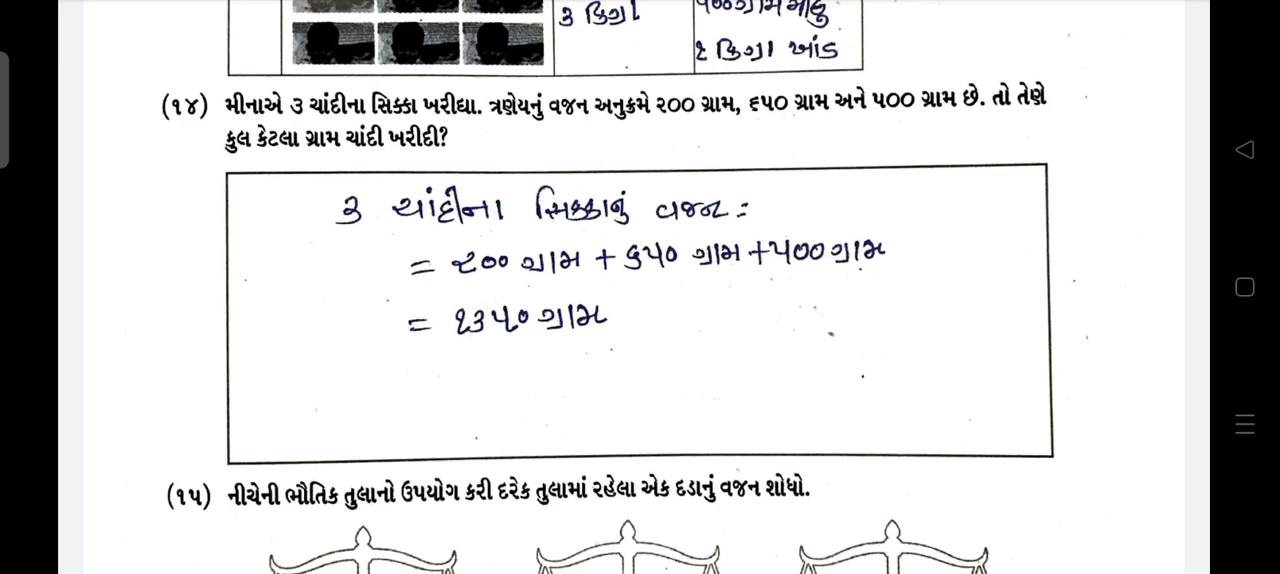 ૩ કિગ્રા
૧ કિગ્રા ખાંડ
(૧૪) મીનાએ ૩ ચાંદીના સિક્કા ખરીદ્યા. ત્રણેયનું વજન અનુક્રમે ૨૦૦ ગ્રામ, ૬૫૦ ગ્રામ અને ૫૦૦ ગ્રામ છે. તો તેણે
કુલ કેટલા ગ્રામ ચાંદી ખરીદી?
૩ ચાંદીના સિક્કાનું વજન :
= ૨૦૦ ગ્રામ + ૬૫૦ ગ્રામ + ૫૦૦ ગ્રામ
= ૧૩૫૦ ગ્રામ
(૧૫) નીચેની ભૌતિક તુલાનો ઉપયોગ કરી દરેક તુલામાં રહેલા એક દડાનું વજન શોધો.